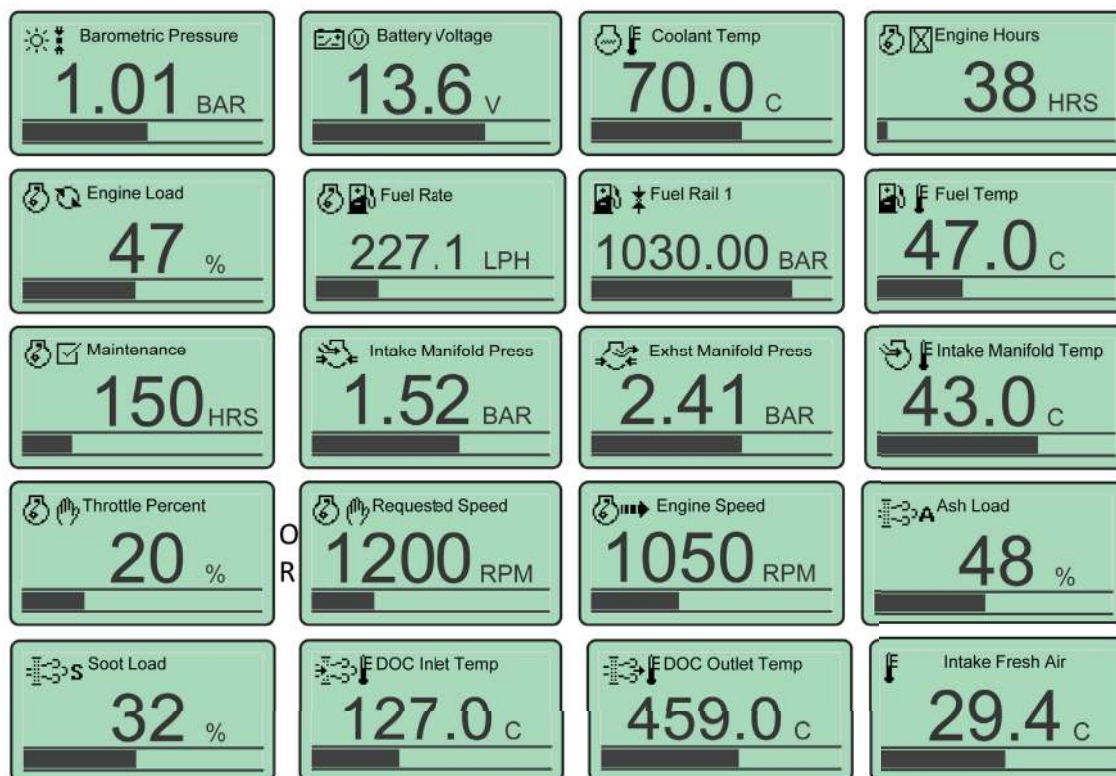 Barometric Pressure
1.01 BAR
Battery Voltage
13.6 V
Coolant Temp
70.0 C
Engine Hours
38 HRS
Engine Load
47 %
Fuel Rate
227.1 LPH
Fuel Rail 1
1030.00 BAR
Fuel Temp
47.0 C
Maintenance
150 HRS
Intake Manifold Press
1.52 BAR
Exhst Manifold Press
2.41 BAR
Intake Manifold Temp
43.0 C
Throttle Percent
20 %
O
R
Requested Speed
1200 RPM
Engine Speed
1050 RPM
A Ash Load
48 %
S Soot Load
32 %
DOC Inlet Temp
127.0 C
DOC Outlet Temp
459.0 C
Intake Fresh Air
29.4 C